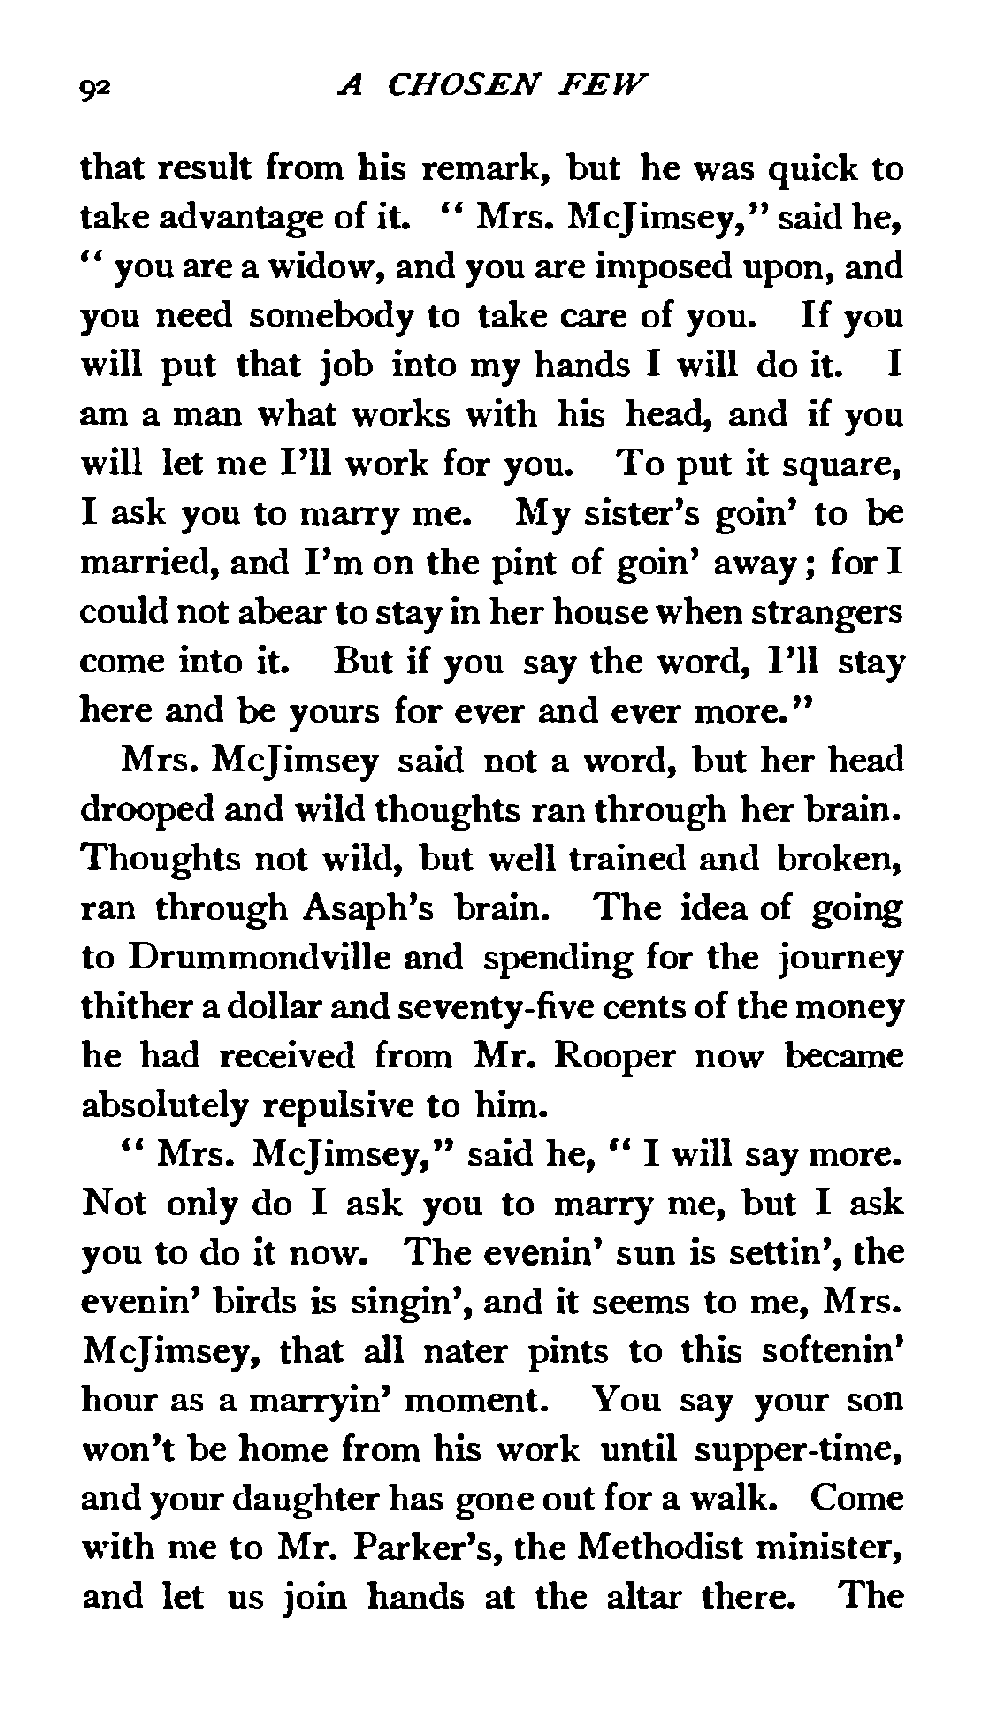 92 A CHOSEN FEW
that result from his remark, but he was quick to
take advantage of it. " Mrs. McJimsey," said he,
" you are a widow, and you are imposed upon, and
you need somebody to take care of you. If you
will put that job into my hands I will do it. I
am a man what works with his head, and if you
will let me I'll work for you. To put it square,
I ask you to marry me. My sister's goin' to be
married, and I'm on the pint of goin' away ; for I
could not abear to stay in her house when strangers
come into it. But if you say the word, I'll stay
here and be yours for ever and ever more."
Mrs. McJimsey said not a word, but her head
drooped and wild thoughts ran through her brain.
Thoughts not wild, but well trained and broken,
ran through Asaph's brain. The idea of going
to Drummondville and spending for the journey
thither a dollar and seventy-five cents of the money
he had received from Mr. Rooper now became
absolutely repulsive to him.
" Mrs. McJimsey," said he, " I will say more.
Not only do I ask you to marry me, but I ask
you to do it now. The evenin' sun is settin', the
evenin' birds is singin', and it seems to me, Mrs.
McJimsey, that all nater pints to this softenin'
hour as a marryin' moment. You say your son
won't be home from his work until supper-time,
and your daughter has gone out for a walk. Come
with me to Mr. Parker's, the Methodist minister,
and let us join hands at the altar there. The